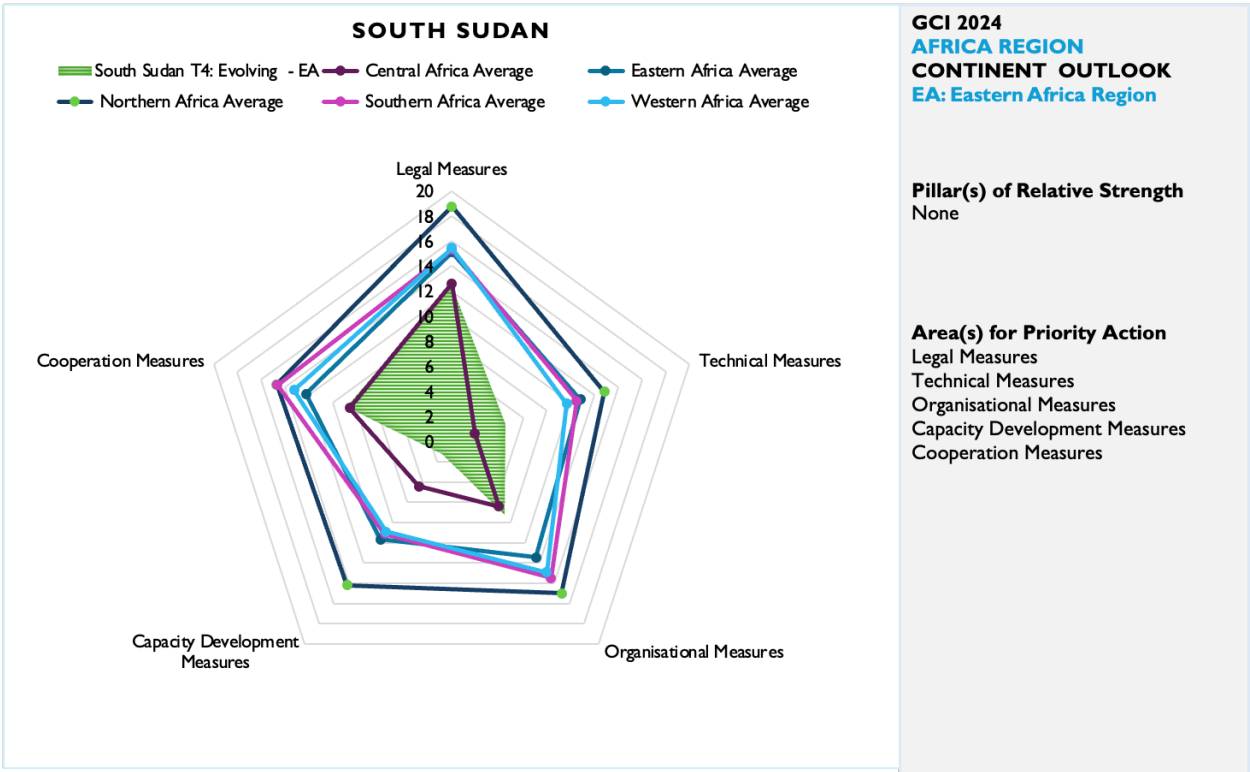 SOUTH SUDAN
South Sudan T4: Evolving - EA
Central Africa Average
Eastern Africa Average
Northern Africa Average
Southern Africa Average
Western Africa Average
Legal Measures
20
18
16
14
12
10
8
6
4
2
0
Technical Measures
Cooperation Measures
Capacity Development
Measures
Organisational Measures
GCI 2024
AFRICA REGION
CONTINENT OUTLOOK
EA: Eastern Africa Region
Pillar(s) of Relative Strength
None
Area(s) for Priority Action
Legal Measures
Technical Measures
Organisational Measures
Capacity Development Measures
Cooperation Measures